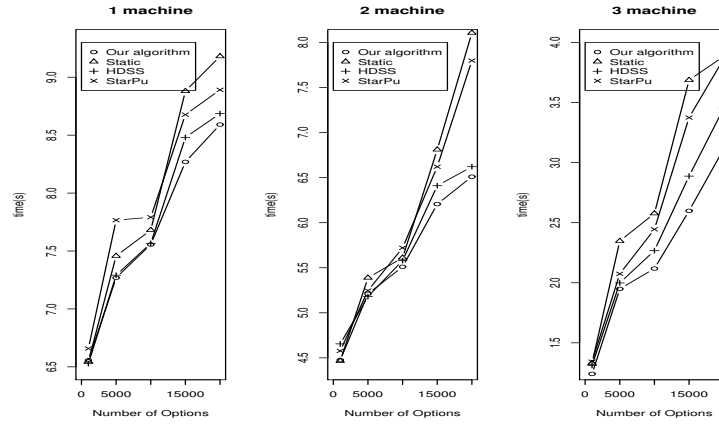 1 machine
time(s)
9.0
8.5
8.0
7.5
7.0
6.5
Our algorithm
Static
HDSS
StarPu
0 5000 15000
Number of Options
2 machine
time(s)
8.0
7.5
7.0
6.5
6.0
5.5
5.0
4.5
Our algorithm
Static
HDSS
StarPu
0 5000 15000
Number of Options
3 machine
time(s)
4.0
3.5
3.0
2.5
2.0
1.5
Our algorithm
Static
HDSS
StarPu
0 5000 15000
Number of Options